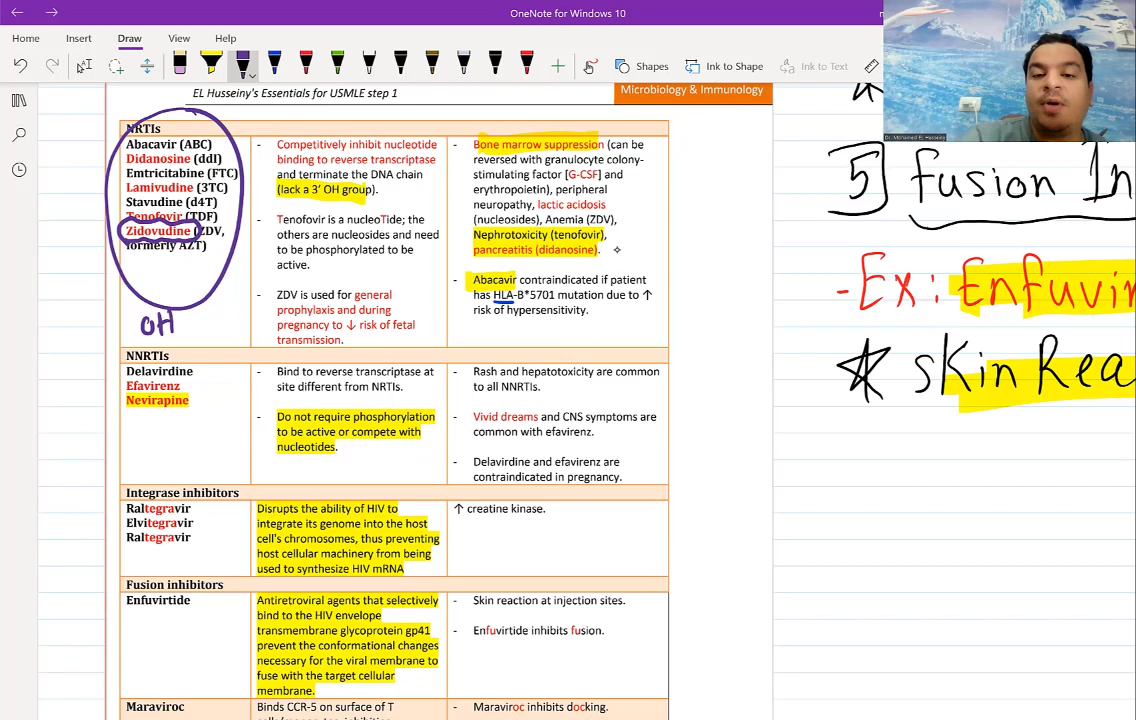 OneNote for Windows 10
Home Insert Draw View Help
Shapes Ink to Shape Ink to Text
EL Husseiny's Essentials for USMLE step 1
Microbiology & Immunology
Dr. Mohamed EL Husseiny
NRTIs
Abacavir (ABC)
Didanosine (ddI)
Emtricitabine (FTC)
Lamivudine (3TC)
Stavudine (d4T)
Tenofovir (TDF)
Zidovudine (ZDV,
formerly AZT)
OH
- Competitively inhibit nucleotide
binding to reverse transcriptase
and terminate the DNA chain
(lack a 3' OH group).
- Tenofovir is a nucleoTide; the
others are nucleosides and need
to be phosphorylated to be
active.
- ZDV is used for general
prophylaxis and during
pregnancy to ↓ risk of fetal
transmission.
- Bone marrow suppression (can be
reversed with granulocyte colony-
stimulating factor [G-CSF] and
erythropoietin), peripheral
neuropathy, lactic acidosis
(nucleosides), Anemia (ZDV),
Nephrotoxicity (tenofovir),
pancreatitis (didanosine).
- Abacavir contraindicated if patient
has HLA-B*5701 mutation due to ↑
risk of hypersensitivity.
NNRTIs
Delavirdine
Efavirenz
Nevirapine
- Bind to reverse transcriptase at
site different from NRTIs.
- Do not require phosphorylation
to be active or compete with
nucleotides.
- Rash and hepatotoxicity are common
to all NNRTIs.
- Vivid dreams and CNS symptoms are
common with efavirenz.
- Delavirdine and efavirenz are
contraindicated in pregnancy.
Integrase inhibitors
Raltegravir
Elvitegravir
Raltegravir
Disrupts the ability of HIV to
integrate its genome into the host
cell's chromosomes, thus preventing
host cellular machinery from being
used to synthesize HIV mRNA
↑ creatine kinase.
Fusion inhibitors
Enfuvirtide
Antiretroviral agents that selectively
bind to the HIV envelope
transmembrane glycoprotein gp41
prevent the conformational changes
necessary for the viral membrane to
fuse with the target cellular
membrane.
- Skin reaction at injection sites.
- Enfuvirtide inhibits fusion.
Maraviroc
Binds CCR-5 on surface of T
- Maraviroc inhibits docking.
5] Fusion In
-Ex: Enfuvir
* skin Rea